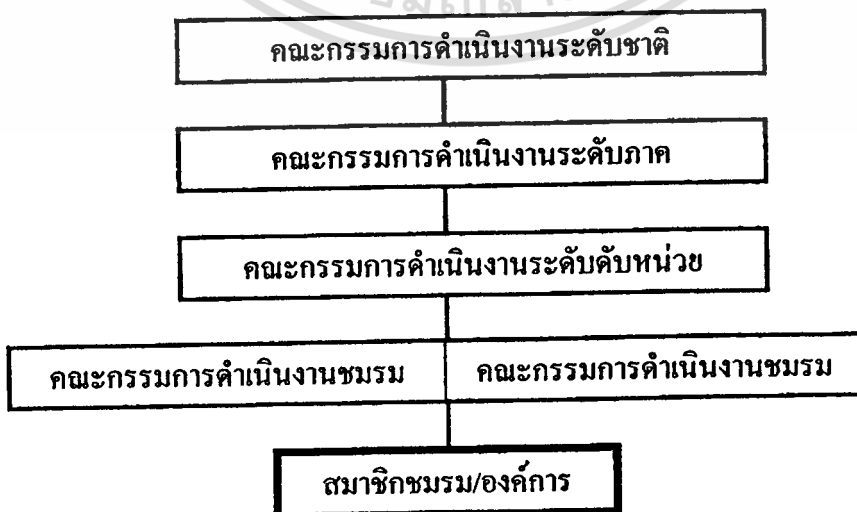 คณะกรรมการดำเนินงานระดับชาติ
คณะกรรมการดำเนินงานระดับภาค
คณะกรรมการดำเนินงานระดับดับหน่วย
คณะกรรมการดำเนินงานชมรม
คณะกรรมการดำเนินงานชมรม
สมาชิกชมรม/องค์การ